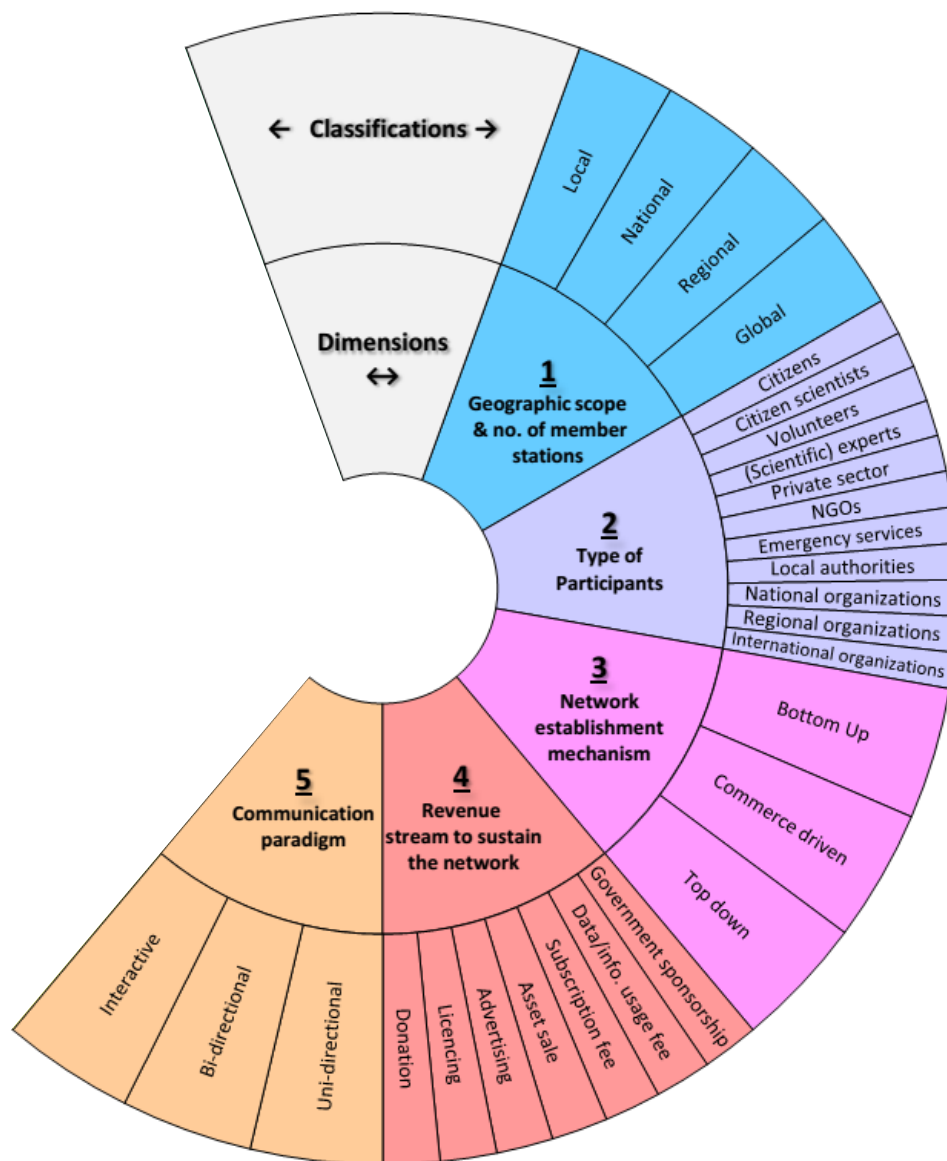 ← Classifications →
Dimensions
↔
1
Geographic scope
& no. of member
stations
Local
National
Regional
Global
2
Type of
Participants
Citizens
Citizen scientists
Volunteers
(Scientific) experts
Private sector
NGOs
Emergency services
Local authorities
National organizations
Regional organizations
International organizations
3
Network
establishment
mechanism
Bottom Up
Commerce driven
Top down
4
Revenue
stream to sustain
the network
Government sponsorship
Data/info. usage fee
Subscription fee
Asset sale
Advertising
Licencing
Donation
5
Communication
paradigm
Uni-directional
Bi-directional
Interactive